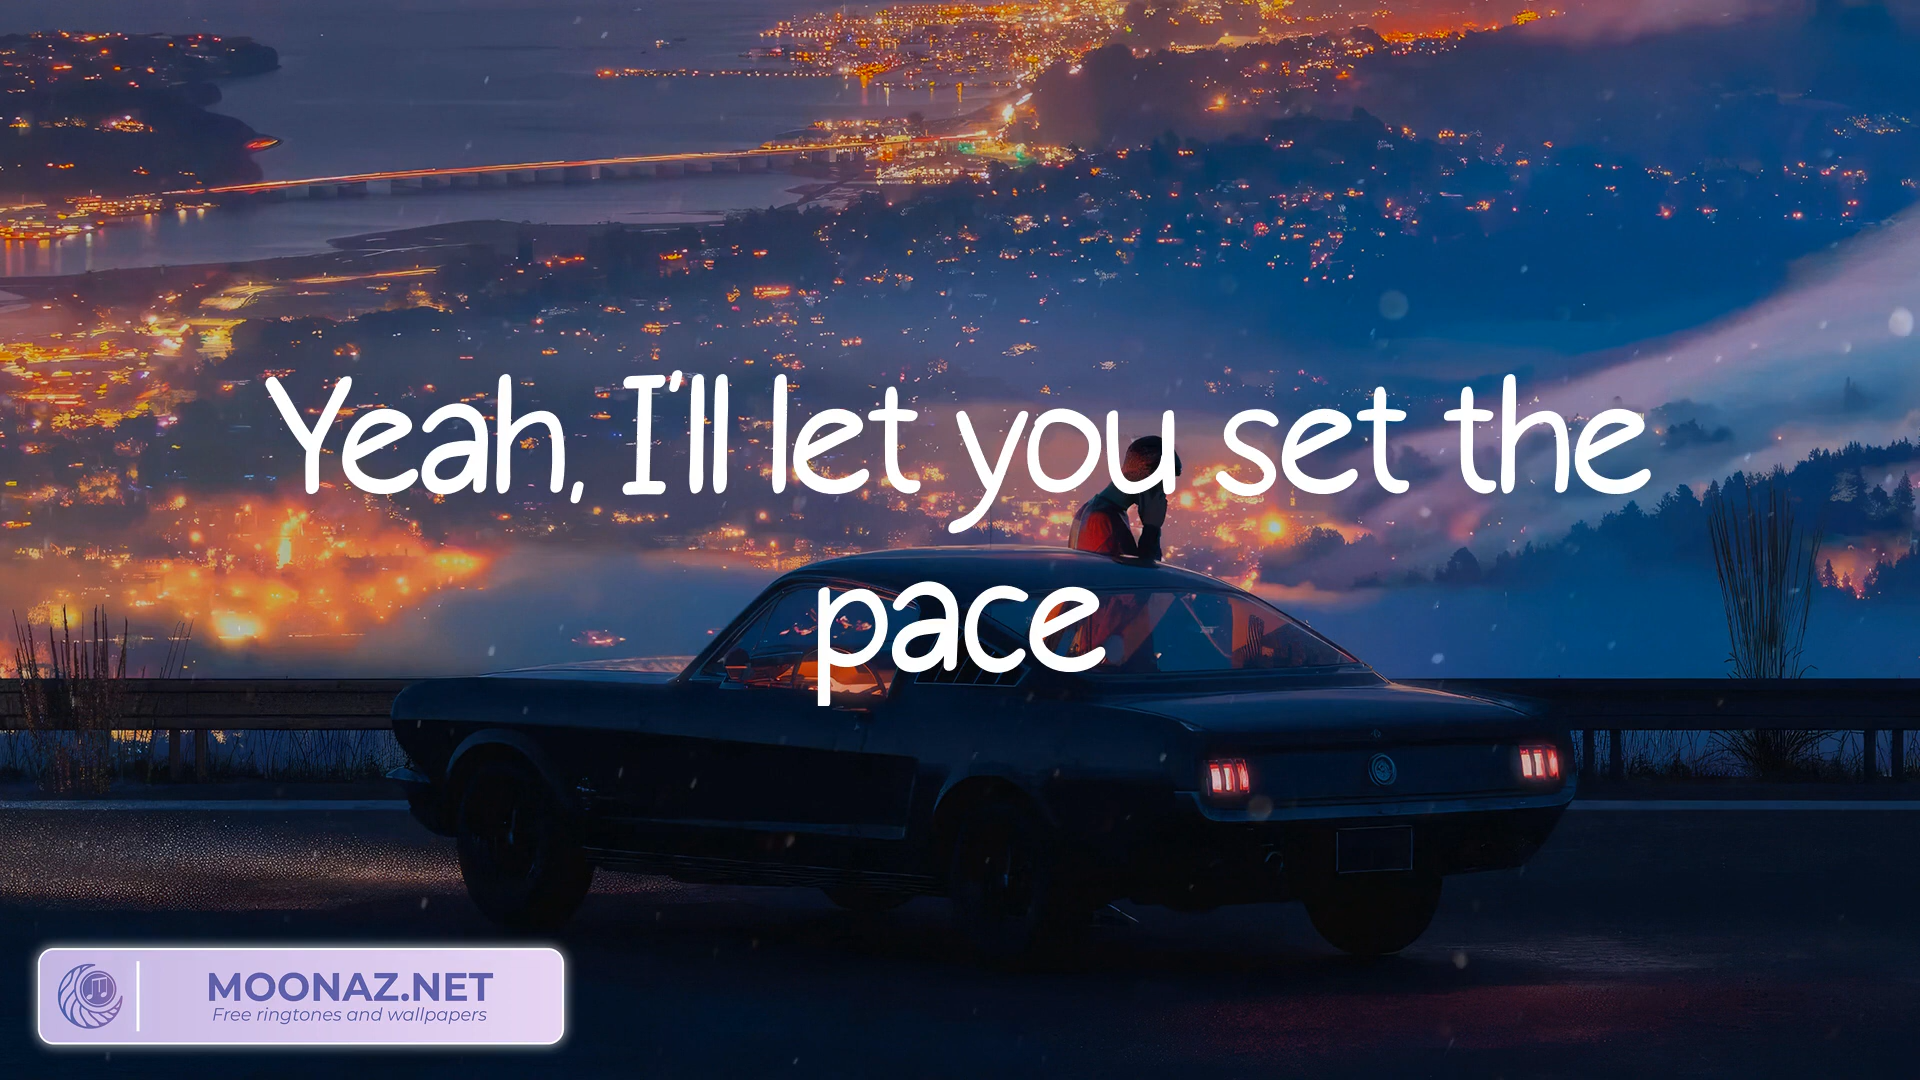 Yeah, I'll let you set the
pace
MOONAZ.NET
Free ringtones and wallpapers